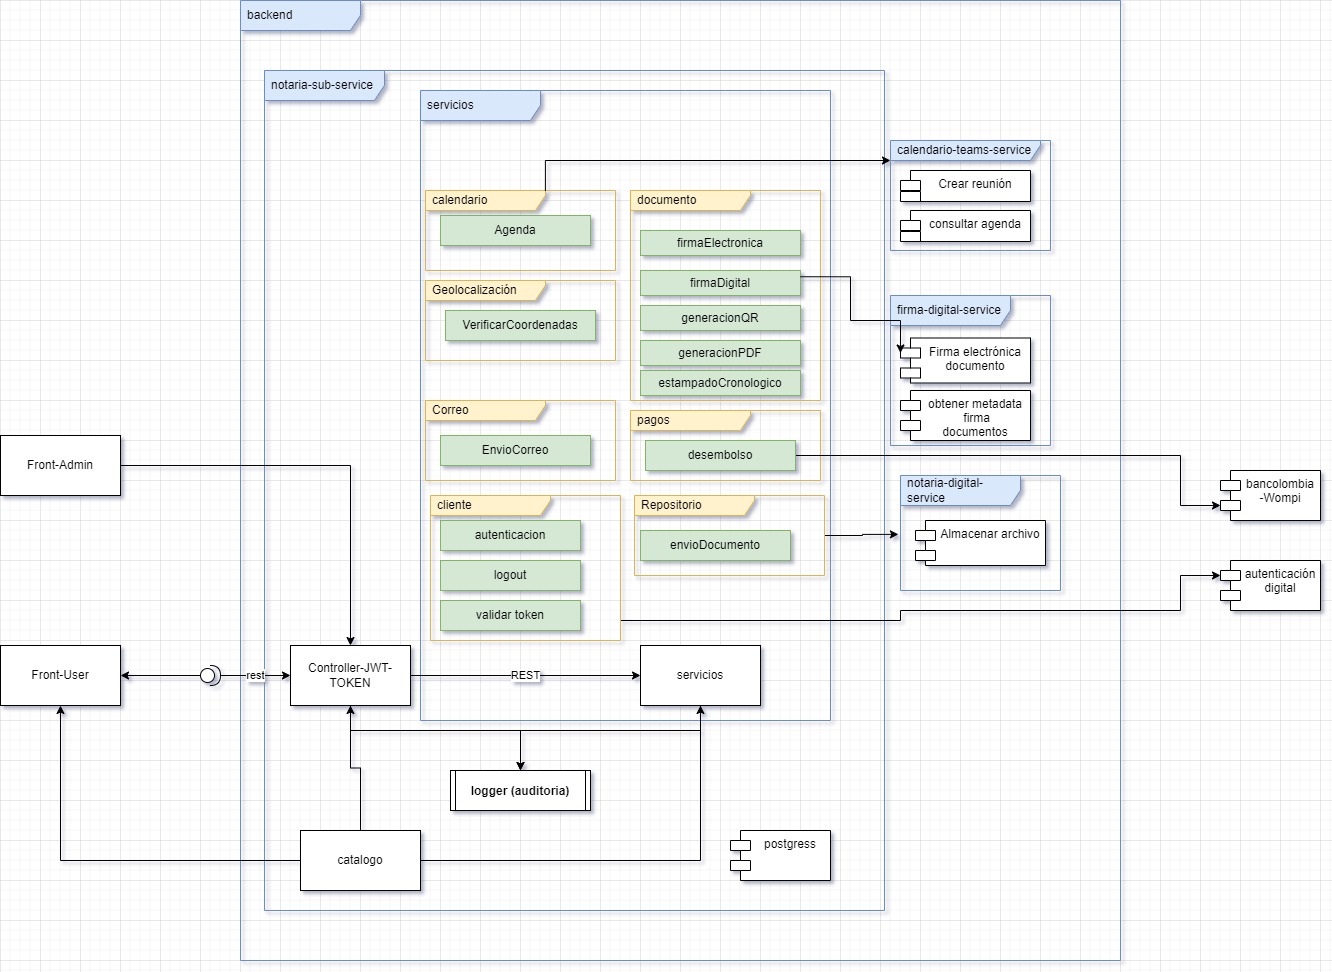 backend
notaria-sub-service
servicios
calendario-teams-service
Crear reunión
consultar agenda
calendario
Agenda
documento
firmaElectronica
firmaDigital
generacionQR
generacionPDF
estampadoCronologico
Geolocalización
VerificarCoordenadas
firma-digital-service
Firma electrónica
documento
obtener metadata
firma
documentos
Correo
EnvioCorreo
pagos
desembolso
Front-Admin
notaria-digital-
service
Almacenar archivo
bancolombia
-Wompi
cliente
autenticacion
logout
validar token
Repositorio
envioDocumento
autenticación
digital
Front-User
rest
Controller-JWT-
TOKEN
REST
servicios
logger (auditoria)
catalogo
postgress